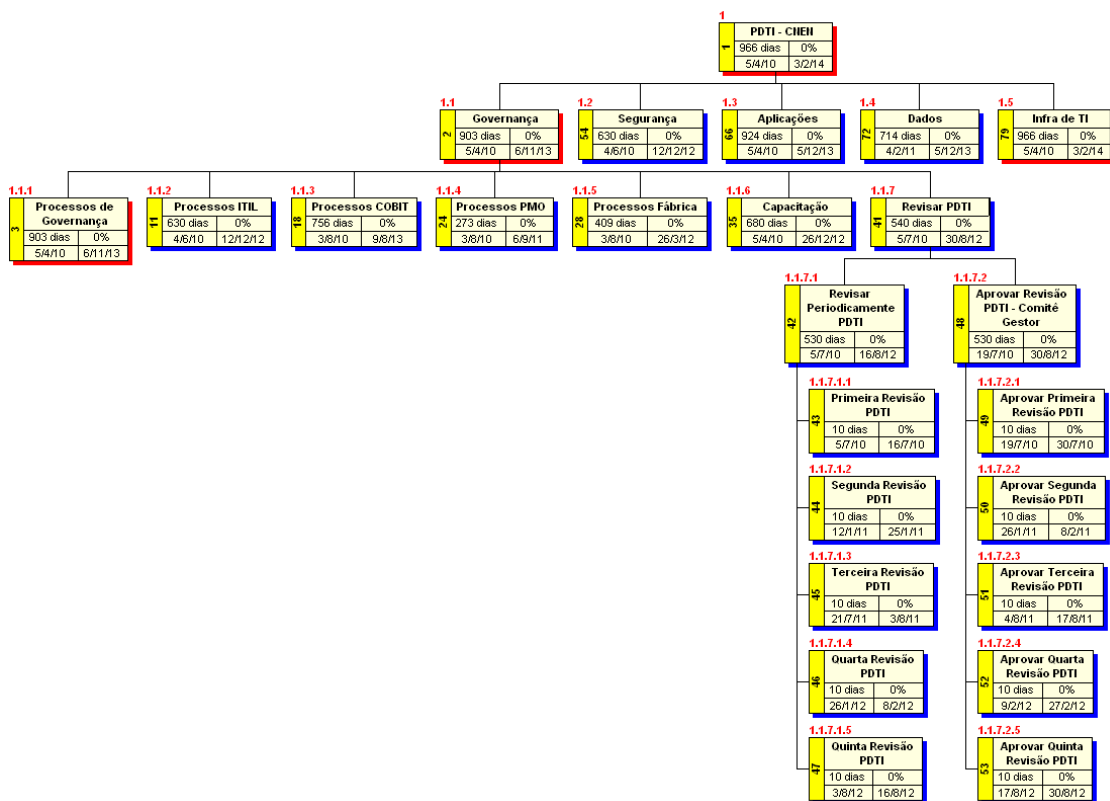 1
PDTI - CNEN
1
966 dias 0%
5/4/10 3/2/14
1.1
Governança
2
903 dias 0%
5/4/10 6/11/13
1.2
Segurança
54
630 dias 0%
4/6/10 12/12/12
1.3
Aplicações
66
924 dias 0%
5/4/10 5/12/13
1.4
Dados
72
714 dias 0%
4/2/11 5/12/13
1.5
Infra de TI
79
966 dias 0%
5/4/10 3/2/14
1.1.1
Processos de
Governança
3
903 dias 0%
5/4/10 6/11/13
1.1.2
Processos ITIL
11
630 dias 0%
4/6/10 12/12/12
1.1.3
Processos COBIT
18
756 dias 0%
3/8/10 9/8/13
1.1.4
Processos PMO
24
273 dias 0%
3/8/10 6/9/11
1.1.5
Processos Fábrica
28
409 dias 0%
3/8/10 26/3/12
1.1.6
Capacitação
35
680 dias 0%
5/4/10 26/12/12
1.1.7
Revisar PDTI
41
540 dias 0%
5/7/10 30/8/12
1.1.7.1
Revisar
Periodicamente
PDTI
42
530 dias 0%
5/7/10 16/8/12
1.1.7.2
Aprovar Revisão
PDTI - Comitê
Gestor
48
530 dias 0%
19/7/10 30/8/12
1.1.7.1.1
Primeira Revisão
PDTI
43
10 dias 0%
5/7/10 16/7/10
1.1.7.2.1
Aprovar Primeira
Revisão PDTI
49
10 dias 0%
19/7/10 30/7/10
1.1.7.1.2
Segunda Revisão
PDTI
44
10 dias 0%
12/1/11 25/1/11
1.1.7.2.2
Aprovar Segunda
Revisão PDTI
50
10 dias 0%
26/1/11 8/2/11
1.1.7.1.3
Terceira Revisão
PDTI
45
10 dias 0%
21/7/11 3/8/11
1.1.7.2.3
Aprovar Terceira
Revisão PDTI
51
10 dias 0%
4/8/11 17/8/11
1.1.7.1.4
Quarta Revisão
PDTI
46
10 dias 0%
26/1/12 8/2/12
1.1.7.2.4
Aprovar Quarta
Revisão PDTI
52
10 dias 0%
9/2/12 27/2/12
1.1.7.1.5
Quinta Revisão
PDTI
47
10 dias 0%
3/8/12 16/8/12
1.1.7.2.5
Aprovar Quinta
Revisão PDTI
53
10 dias 0%
17/8/12 30/8/12